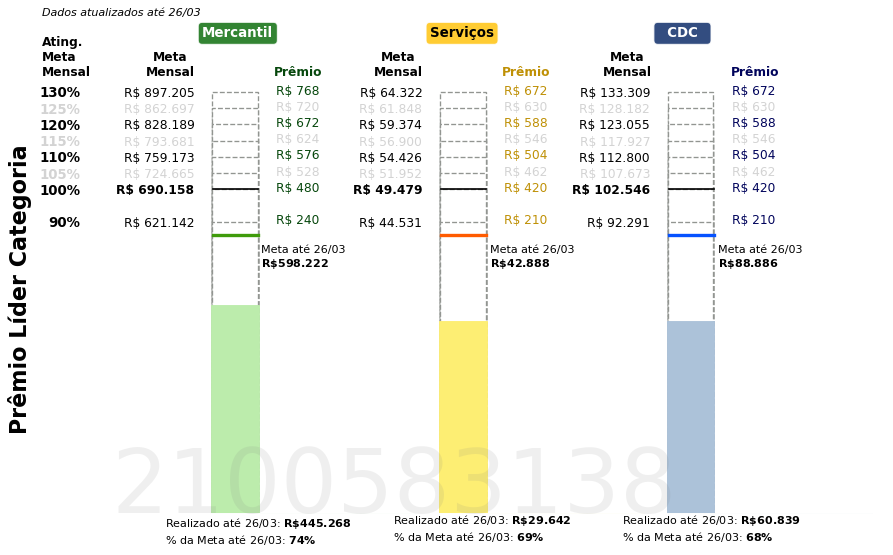 Dados atualizados até 26/03
Mercantil Serviços CDC
Ating. Meta Mensal
Meta Mensal Prêmio Meta Mensal Prêmio Meta Mensal Prêmio
130% R$ 897.205 R$ 768 R$ 64.322 R$ 672 R$ 133.309 R$ 672
125% R$ 862.697 R$ 720 R$ 61.848 R$ 630 R$ 128.182 R$ 630
120% R$ 828.189 R$ 672 R$ 59.374 R$ 588 R$ 123.055 R$ 588
115% R$ 793.681 R$ 624 R$ 56.900 R$ 546 R$ 117.927 R$ 546
110% R$ 759.173 R$ 576 R$ 54.426 R$ 504 R$ 112.800 R$ 504
105% R$ 724.665 R$ 528 R$ 51.952 R$ 462 R$ 107.673 R$ 462
100% R$ 690.158 R$ 480 R$ 49.479 R$ 420 R$ 102.546 R$ 420
90% R$ 621.142 R$ 240 R$ 44.531 R$ 210 R$ 92.291 R$ 210
Meta até 26/03 Meta até 26/03 Meta até 26/03
R$598.222 R$42.888 R$88.886
Prêmio Líder Categoria
2100583138
Realizado até 26/03: R$445.268 Realizado até 26/03: R$29.642 Realizado até 26/03: R$60.839
% da Meta até 26/03: 74% % da Meta até 26/03: 69% % da Meta até 26/03: 68%